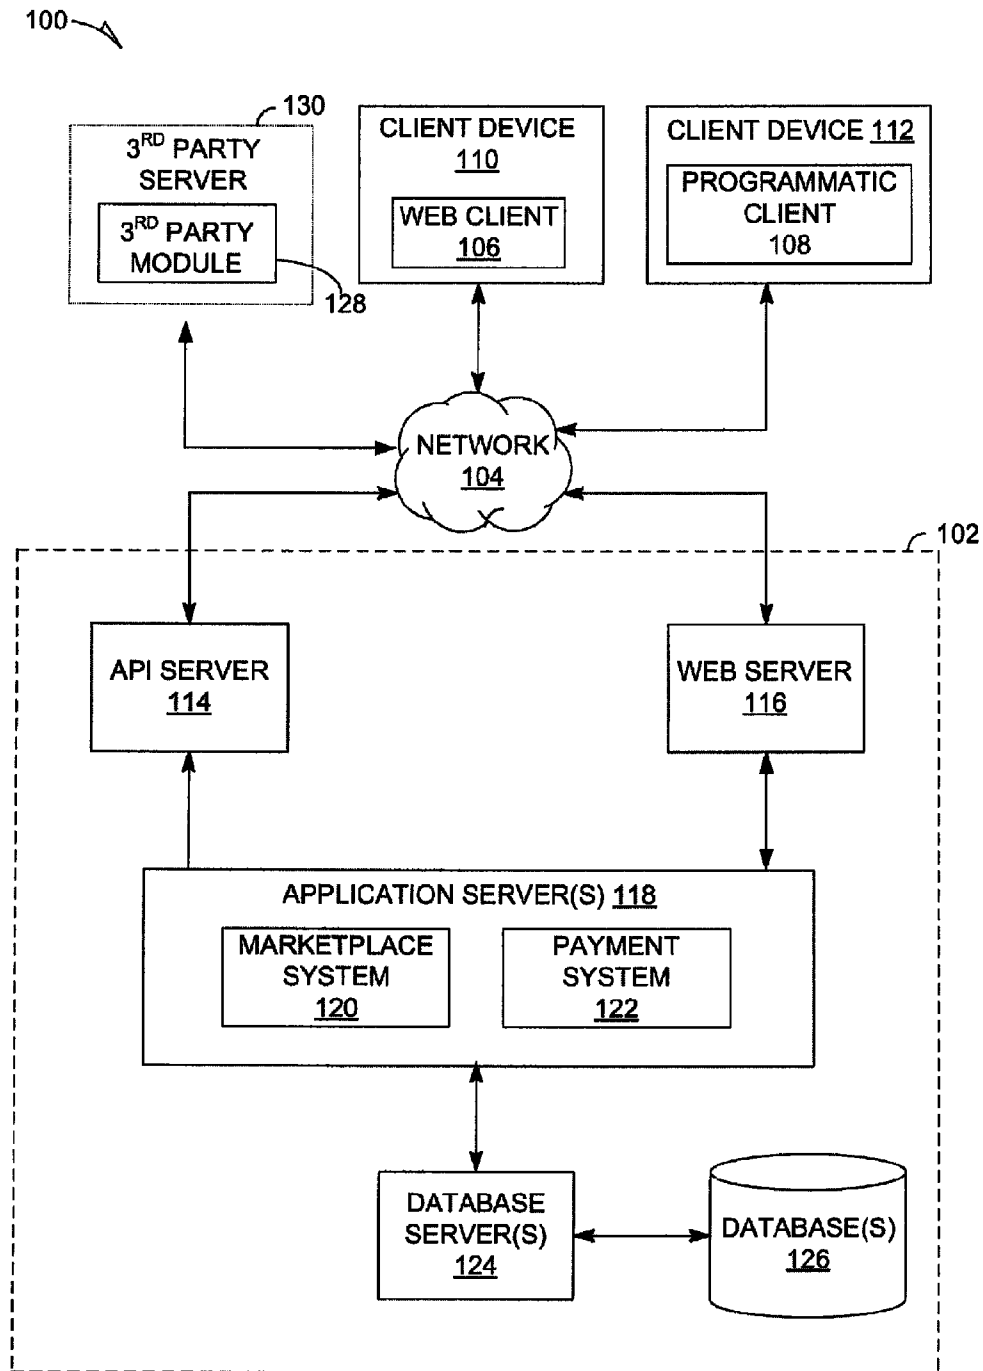 100
130
3RD PARTY
SERVER
3RD PARTY
MODULE
128
CLIENT DEVICE
110
WEB CLIENT
106
CLIENT DEVICE 112
PROGRAMMATIC
CLIENT
108
NETWORK
104
102
API SERVER
114
WEB SERVER
116
APPLICATION SERVER(S) 118
MARKETPLACE
SYSTEM
120
PAYMENT
SYSTEM
122
DATABASE
SERVER(S)
124
DATABASE(S)
126